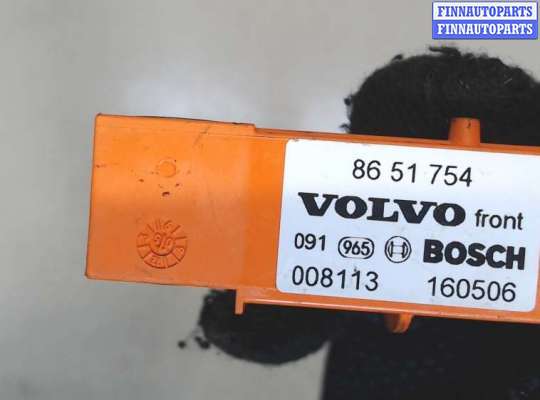 FINNAUTOPARTS
FINNAUTOPARTS
86 51 754
VOLVO front
091 965 BOSCH
008113 160506